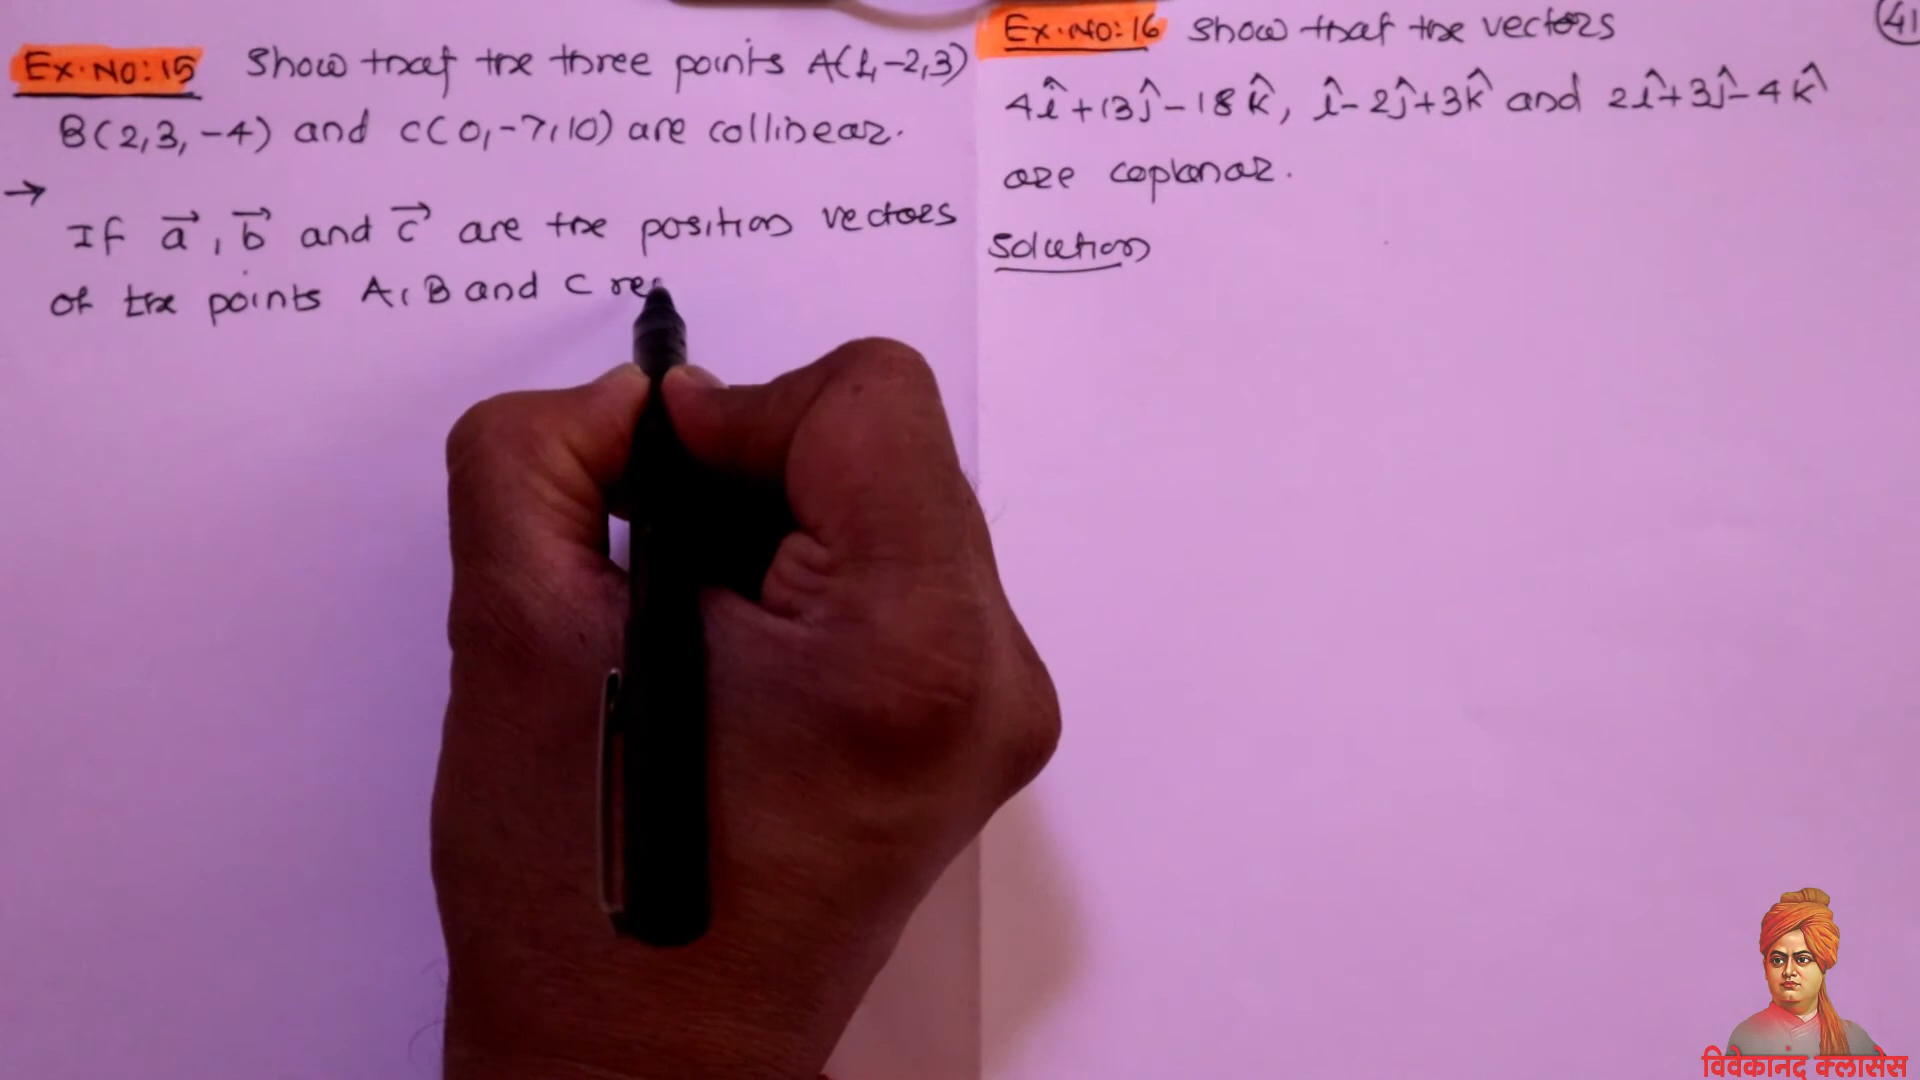 Ex.No:15 Show that the three points A(1,-2,3)
B(2,3,-4) and C(0,-7,10) are collinear.
→
If a⃗, b⃗ and c⃗ are the position vectors
of the points A, B and C res
Ex.No:16 Show that the vectors
4î+13ĵ-18k̂, î-2ĵ+3k̂ and 2î+3ĵ-4k̂
are coplanar.
Solution
41
विवेकानंद क्लासेस